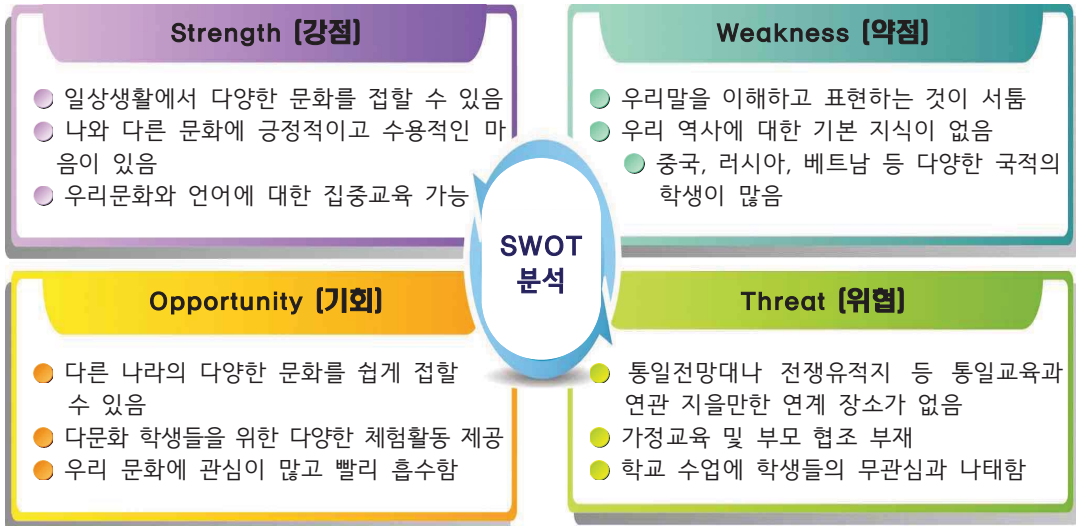 Strength [강점]
일상생활에서 다양한 문화를 접할 수 있음
나와 다른 문화에 긍정적이고 수용적인 마
음이 있음
우리문화와 언어에 대한 집중교육 가능
Weakness [약점]
우리말을 이해하고 표현하는 것이 서툼
우리 역사에 대한 기본 지식이 없음
중국, 러시아, 베트남 등 다양한 국적의
학생이 많음
SWOT
분석
Opportunity [기회]
다른 나라의 다양한 문화를 쉽게 접할
수 있음
다문화 학생들을 위한 다양한 체험활동 제공
우리 문화에 관심이 많고 빨리 흡수함
Threat [위협]
통일전망대나 전쟁유적지 등 통일교육과
연관 지을만한 연계 장소가 없음
가정교육 및 부모 협조 부재
학교 수업에 학생들의 무관심과 나태함